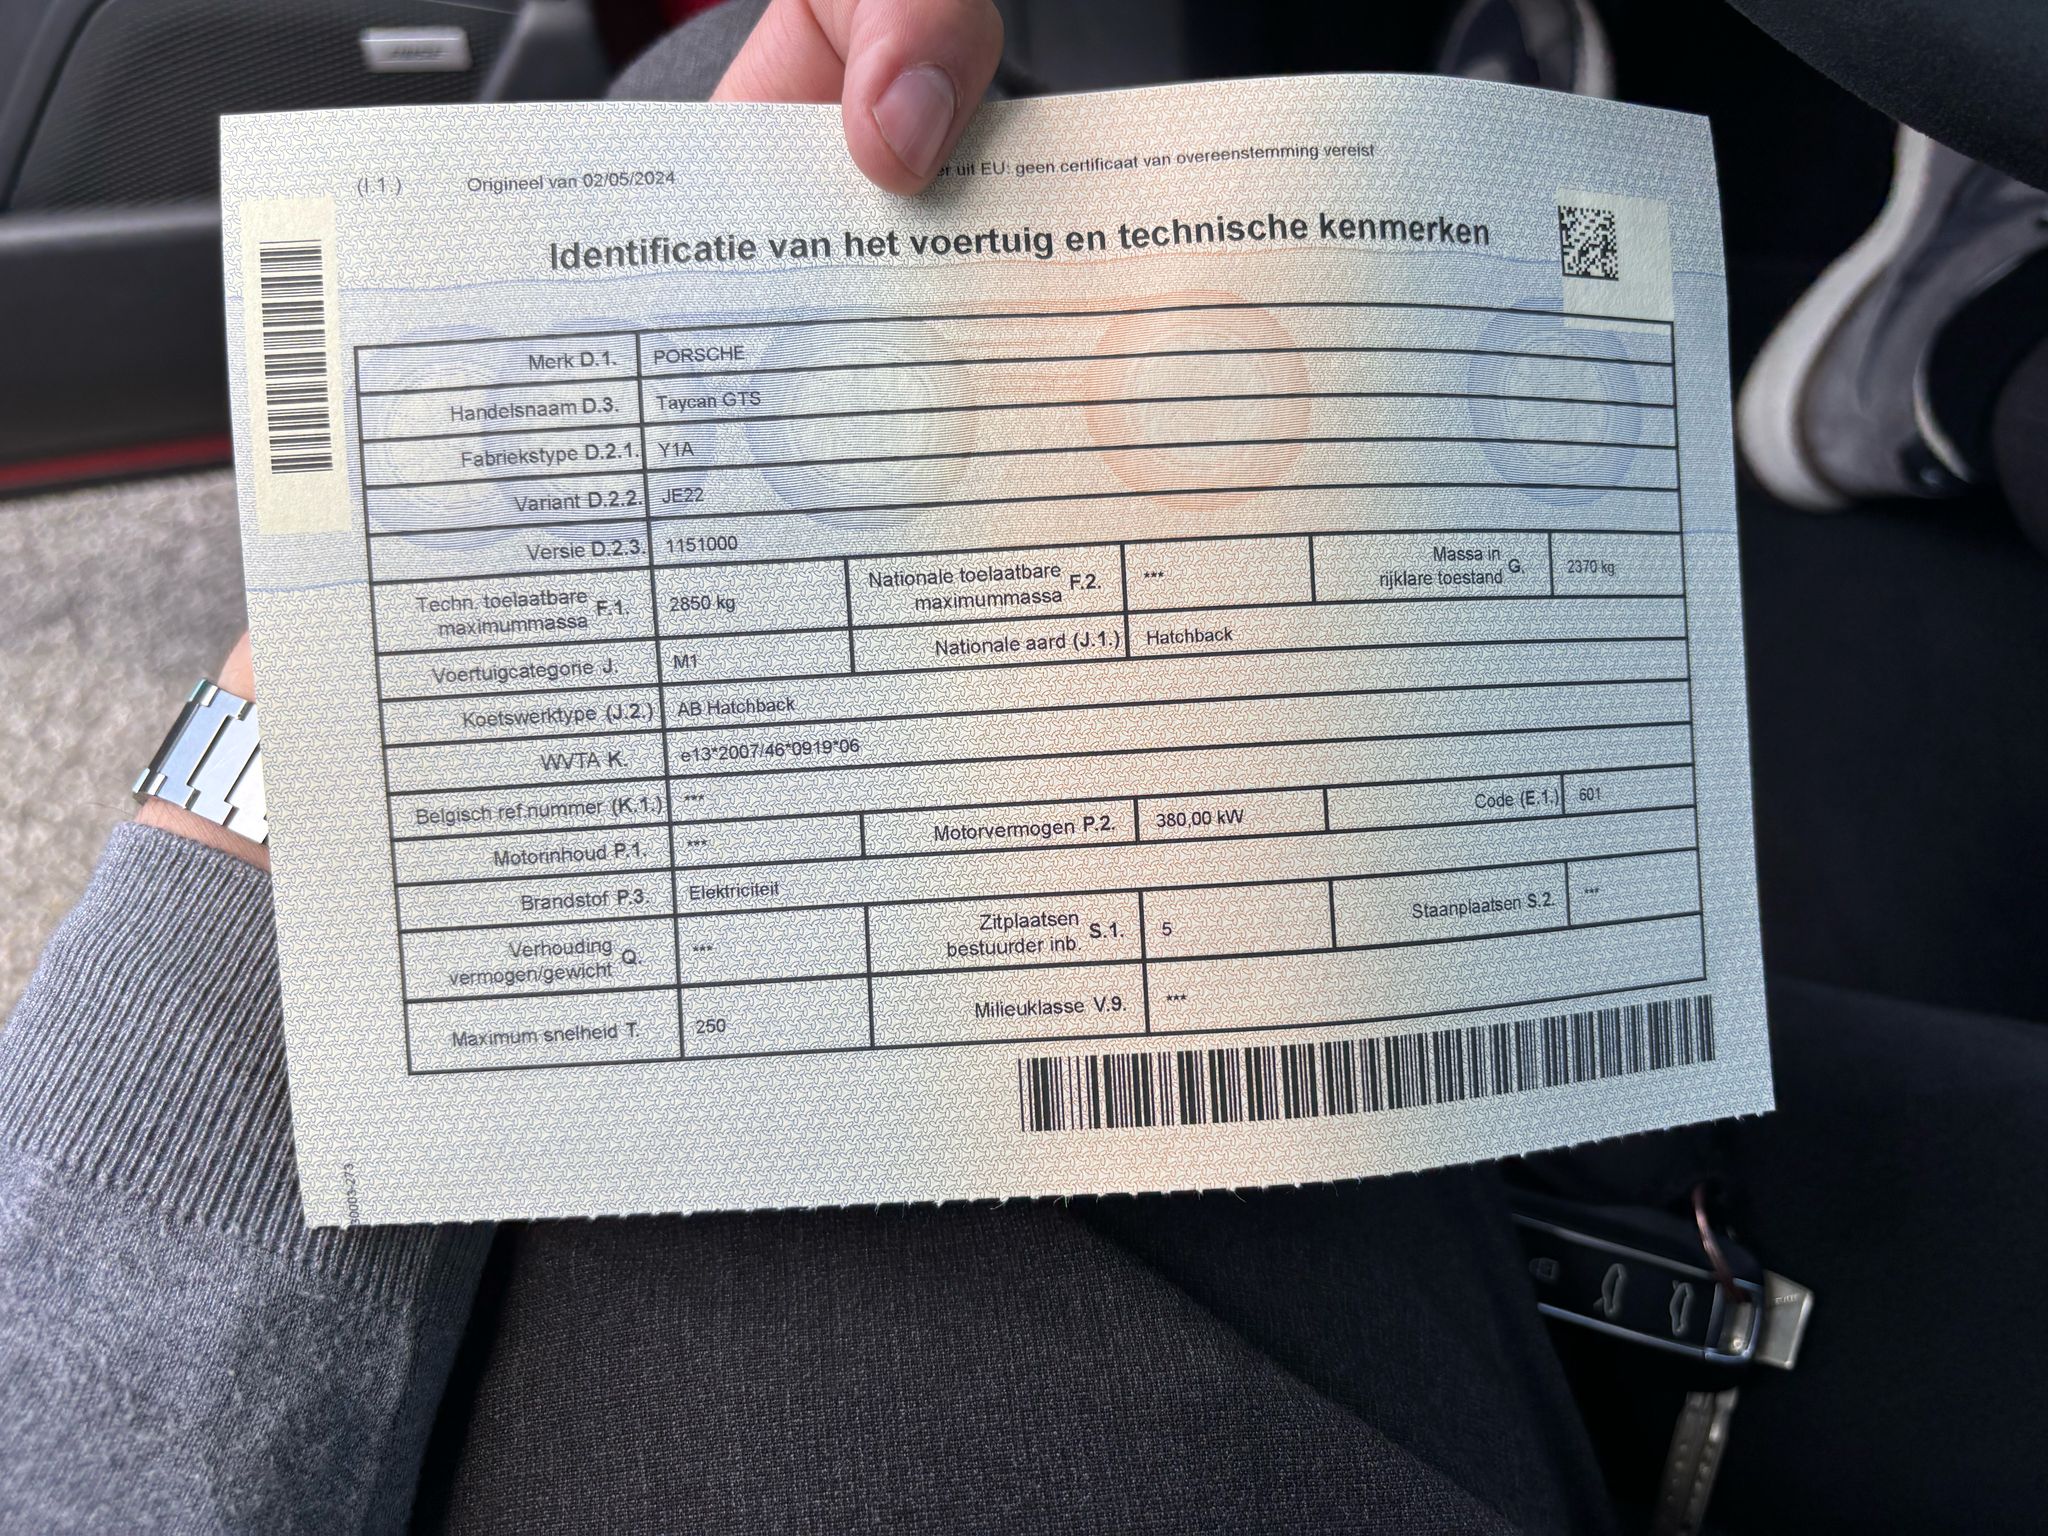 (I.1 )
Origineel van 02/05/2024
uit EU: geen certificaat van overeenstemming vereist
Identificatie van het voertuig en technische kenmerken
Merk D.1. PORSCHE
Handelsnaam D.3. Taycan GTS
Fabriekstype D.2.1. Y1A
Variant D.2.2. JE22
Versie D.2.3. 1151000
Techn. toelaatbare maximummassa F.1. 2850 kg
Nationale toelaatbare maximummassa F.2. ***
Massa in rijklare toestand G. 2370 kg
Voertuigcategorie J. M1
Nationale aard (J.1.) Hatchback
Koetswerktype (J.2.) AB Hatchback
WVTA K. e13*2007/46*0919*06
Belgisch ref.nummer (K.1.) ***
Motorinhoud P.1. ***
Motorvermogen P.2. 380,00 kW
Code (E.1.) 601
Brandstof P.3. Elektriciteit
Verhouding vermogen/gewicht Q. ***
Zitplaatsen bestuurder inb. S.1. 5
Staanplaatsen S.2. ***
Maximum snelheid T. 250
Milieuklasse V.9. ***